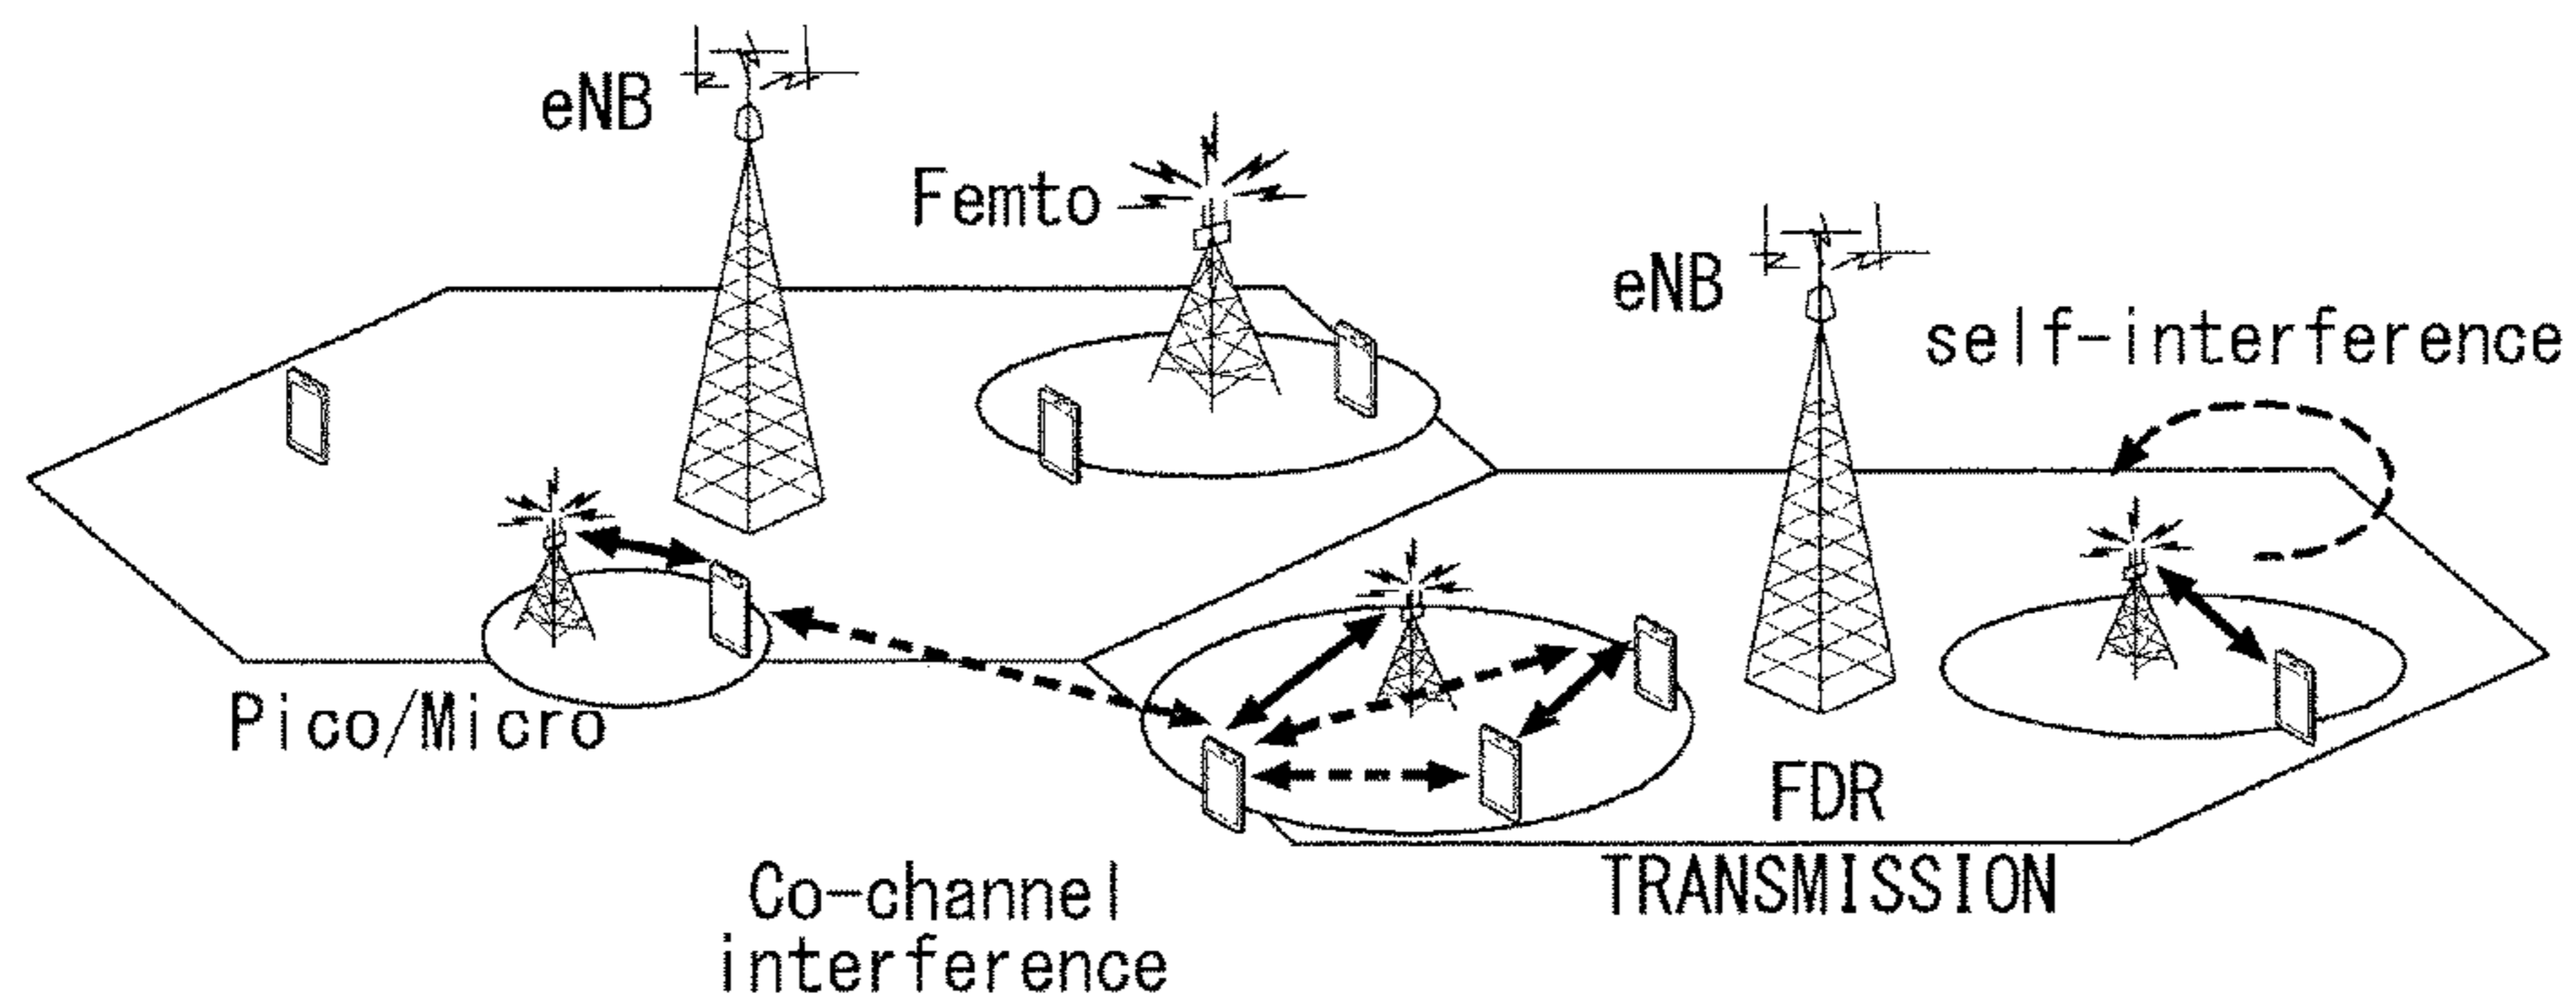 eNB
Femto
eNB
self-interference
Pico/Micro
FDR
TRANSMISSION
Co-channel
interference